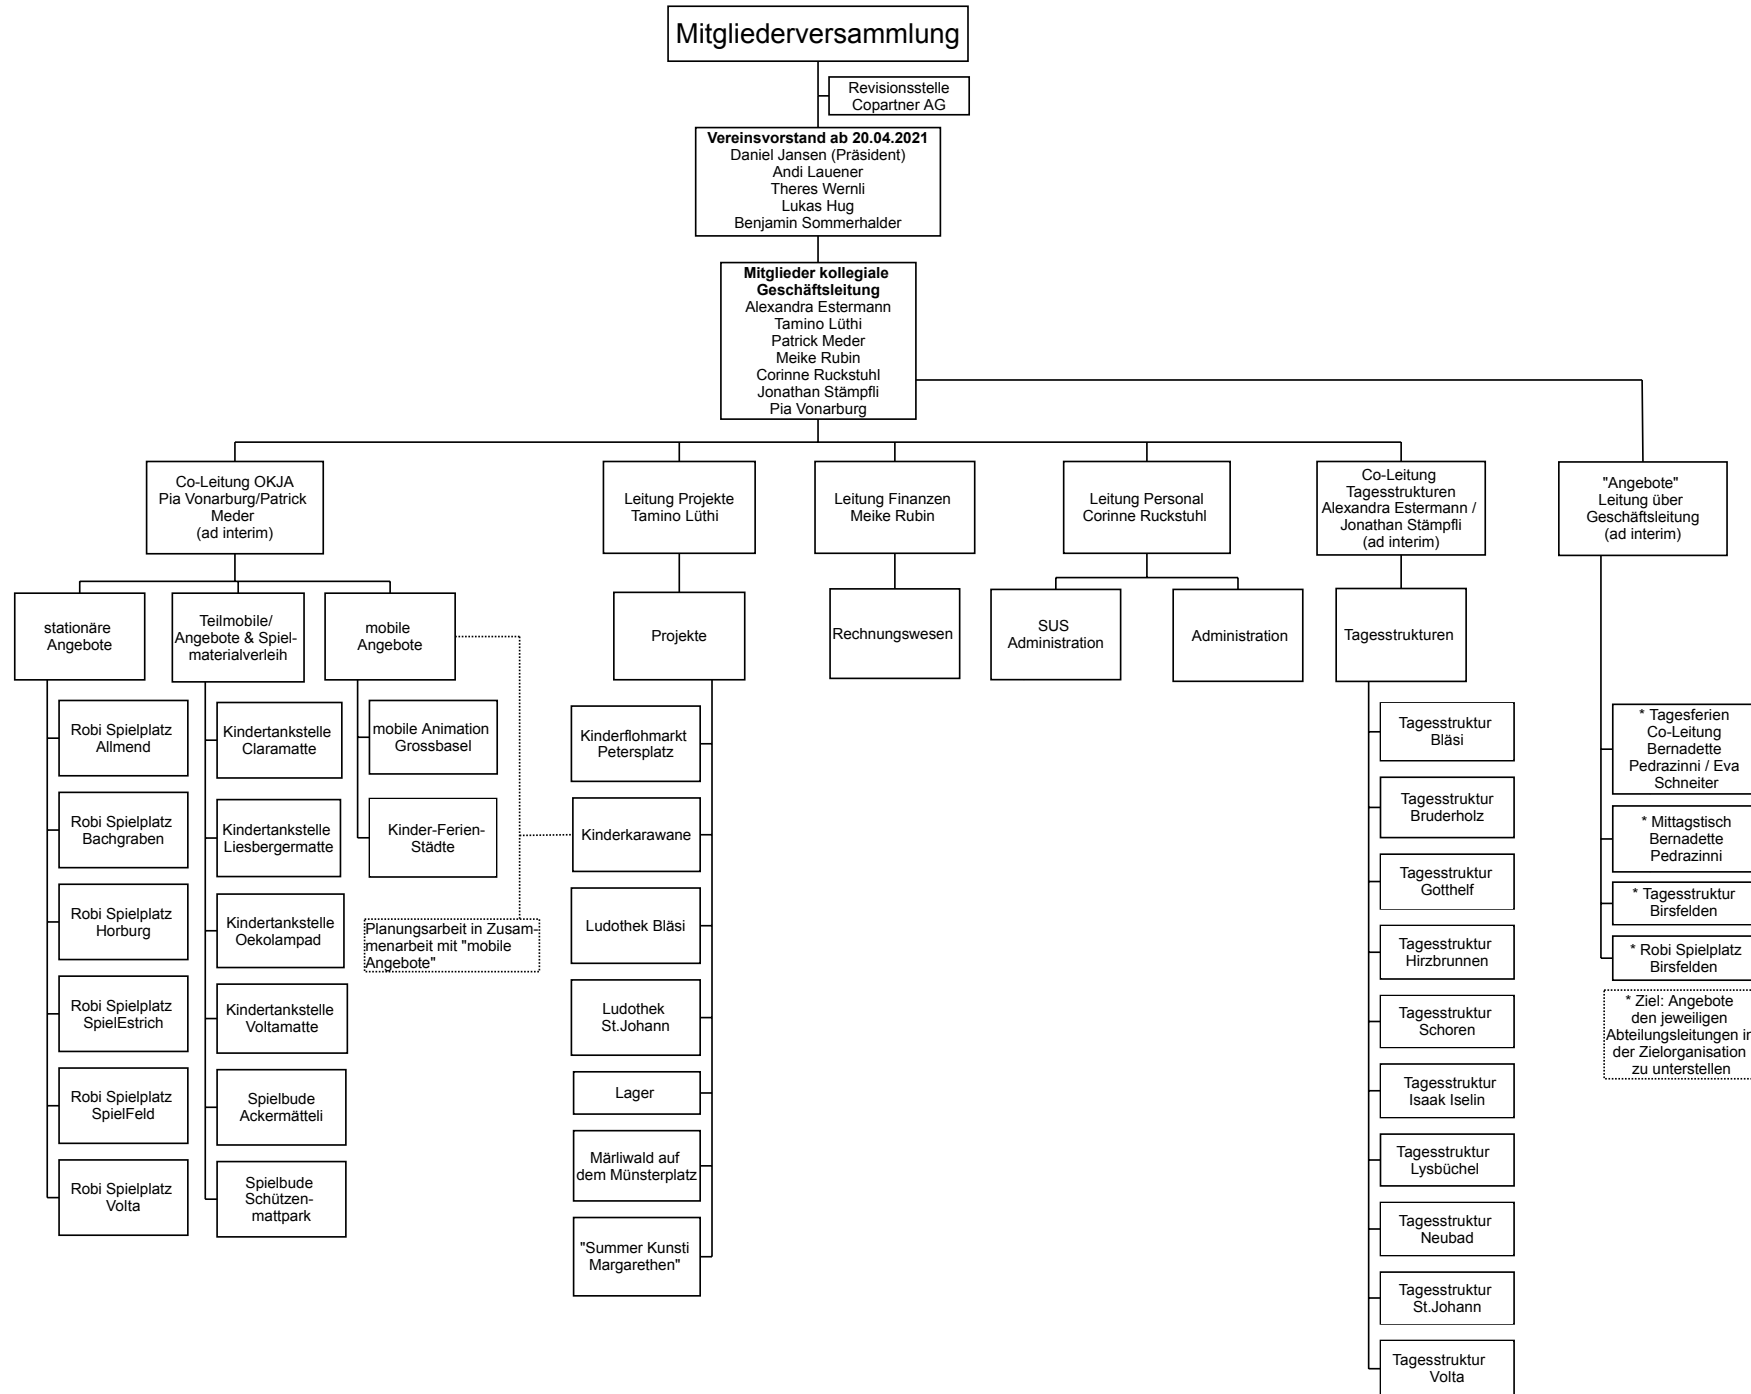 Mitgliederversammlung
Revisionsstelle
Copartner AG
Vereinsvorstand ab 20.04.2021
Daniel Jansen (Präsident)
Andi Lauener
Theres Wernli
Lukas Hug
Benjamin Sommerhalder
Mitglieder kollegiale
Geschäftsleitung
Alexandra Estermann
Tamino Lüthi
Patrick Meder
Meike Rubin
Corinne Ruckstuhl
Jonathan Stämpfli
Pia Vonarburg
Co-Leitung OKJA
Pia Vonarburg/Patrick
Meder
(ad interim)
Leitung Projekte
Tamino Lüthi
Leitung Finanzen
Meike Rubin
Leitung Personal
Corinne Ruckstuhl
Co-Leitung
Tagesstrukturen
Alexandra Estermann /
Jonathan Stämpfli
(ad interim)
"Angebote"
Leitung über
Geschäftsleitung
(ad interim)
stationäre
Angebote
Teilmobile/
Angebote & Spiel-
materialverleih
mobile
Angebote
Projekte
Rechnungswesen
SUS
Administration
Administration
Tagesstrukturen
Robi Spielplatz
Allmend
Robi Spielplatz
Bachgraben
Robi Spielplatz
Horburg
Robi Spielplatz
SpielEstrich
Robi Spielplatz
SpielFeld
Robi Spielplatz
Volta
Kindertankstelle
Claramatte
Kindertankstelle
Liesbergermatte
Kindertankstelle
Oekolampad
Kindertankstelle
Voltamatte
Spielbude
Ackermätteli
Spielbude
Schützen-
mattpark
mobile Animation
Grossbasel
Kinder-Ferien-
Städte
Planungsarbeit in Zusam-
menarbeit mit "mobile
Angebote"
Kinderflohmarkt
Petersplatz
Kinderkarawane
Ludothek Bläsi
Ludothek
St.Johann
Lager
Märliwald auf
dem Münsterplatz
"Summer Kunsti
Margarethen"
Tagesstruktur
Bläsi
Tagesstruktur
Bruderholz
Tagesstruktur
Gotthelf
Tagesstruktur
Hirzbrunnen
Tagesstruktur
Schoren
Tagesstruktur
Isaak Iselin
Tagesstruktur
Lysbüchel
Tagesstruktur
Neubad
Tagesstruktur
St.Johann
Tagesstruktur
Volta
* Tagesferien
Co-Leitung
Bernadette
Pedrazinni / Eva
Schneiter
* Mittagstisch
Bernadette
Pedrazinni
* Tagesstruktur
Birsfelden
* Robi Spielplatz
Birsfelden
* Ziel: Angebote
den jeweiligen
Abteilungsleitungen in
der Zielorganisation
zu unterstellen